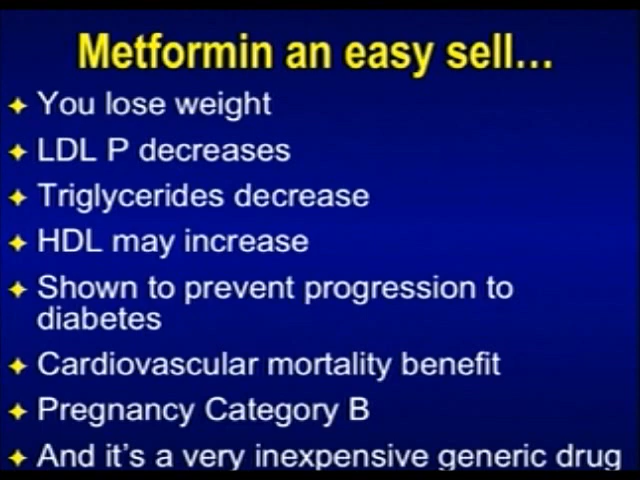 Metformin an easy sell...
You lose weight
LDL P decreases
Triglycerides decrease
HDL may increase
Shown to prevent progression to
diabetes
Cardiovascular mortality benefit
Pregnancy Category B
And it's a very inexpensive generic drug